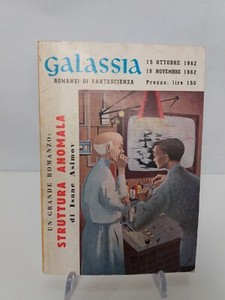 GALASSIA
ROMANZI DI FANTASCIENZA
15 OTTOBRE 1962
15 NOVEMBRE 1962
Prezzo: lire 150
UN GRANDE ROMANZO:
STRUTTURA ANOMALA
di Isaac Asimov